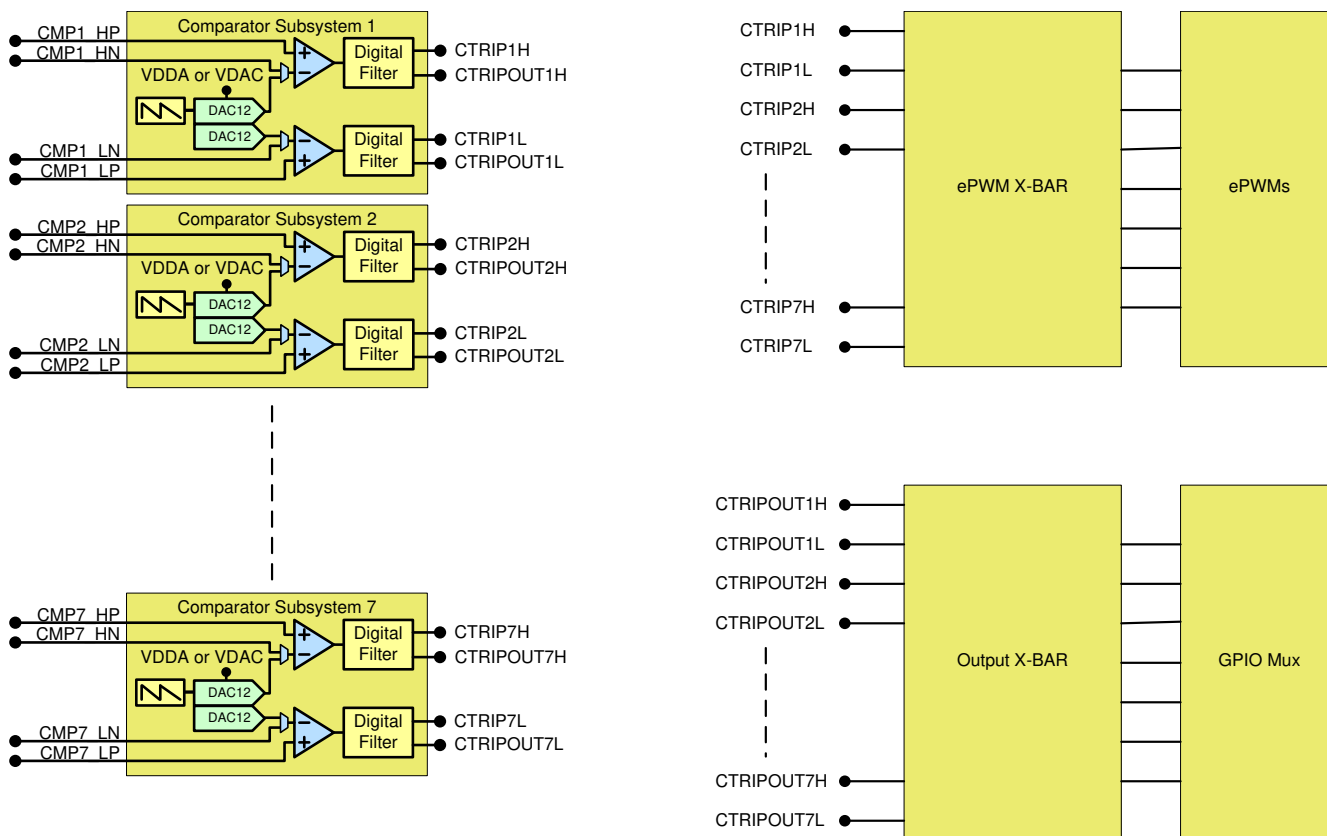 Comparator Subsystem 1
CMP1_HP
CMP1_HN
VDDA or VDAC
DAC12
DAC12
CMP1_LN
CMP1_LP
Digital
Filter
CTRIP1H
CTRIPOUT1H
Digital
Filter
CTRIP1L
CTRIPOUT1L
Comparator Subsystem 2
CMP2_HP
CMP2_HN
VDDA or VDAC
DAC12
DAC12
CMP2_LN
CMP2_LP
Digital
Filter
CTRIP2H
CTRIPOUT2H
Digital
Filter
CTRIP2L
CTRIPOUT2L
Comparator Subsystem 7
CMP7_HP
CMP7_HN
VDDA or VDAC
DAC12
DAC12
CMP7_LN
CMP7_LP
Digital
Filter
CTRIP7H
CTRIPOUT7H
Digital
Filter
CTRIP7L
CTRIPOUT7L
CTRIP1H
CTRIP1L
CTRIP2H
CTRIP2L
CTRIP7H
CTRIP7L
ePWM X-BAR
ePWMs
CTRIPOUT1H
CTRIPOUT1L
CTRIPOUT2H
CTRIPOUT2L
CTRIPOUT7H
CTRIPOUT7L
Output X-BAR
GPIO Mux